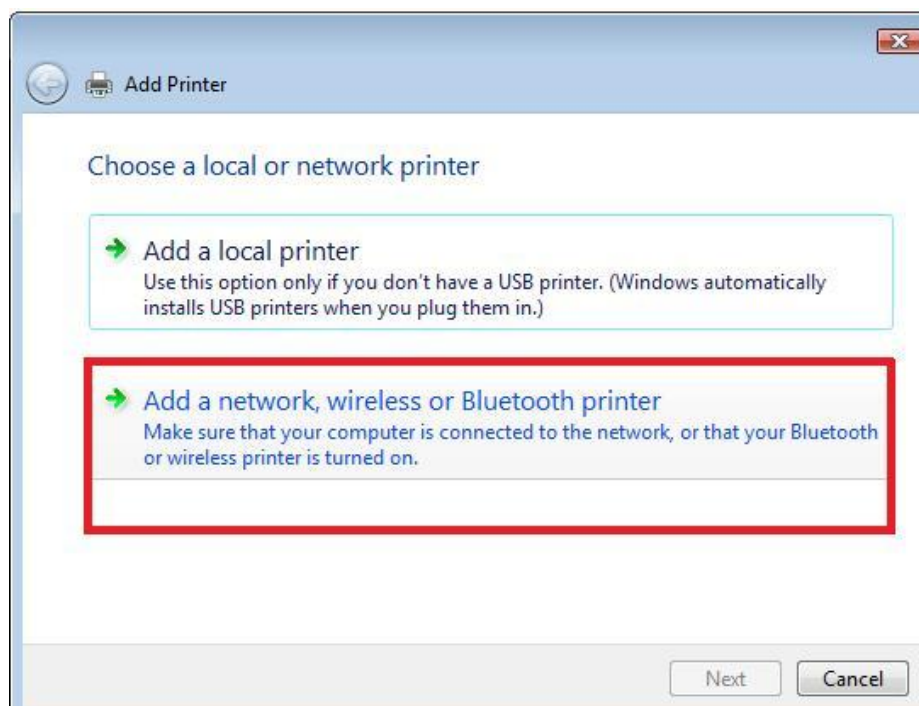 Add Printer
Choose a local or network printer
Add a local printer
Use this option only if you don't have a USB printer. (Windows automatically
installs USB printers when you plug them in.)
Add a network, wireless or Bluetooth printer
Make sure that your computer is connected to the network, or that your Bluetooth
or wireless printer is turned on.
Next
Cancel